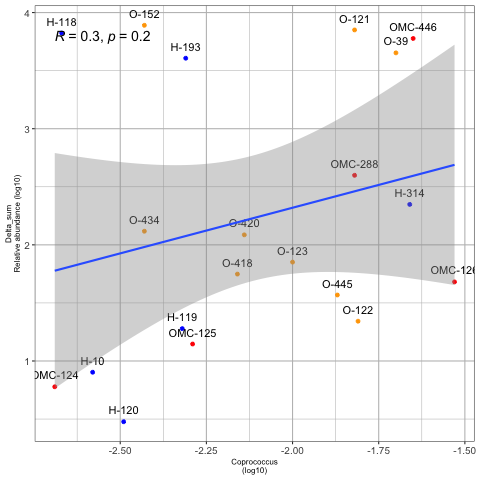 O-152
H-118
O-121
OMC-446
R = 0.3, p = 0.2
O-39
H-193
OMC-288
H-314
O-434
O-420
O-123
O-418
OMC-126
O-445
O-122
H-119
OMC-125
H-10
OMC-124
H-120
4
3
2
1
-2.50
-2.25
-2.00
-1.75
-1.50
Delta_sum
Relative abundance (log10)
Coprococcus
(log10)